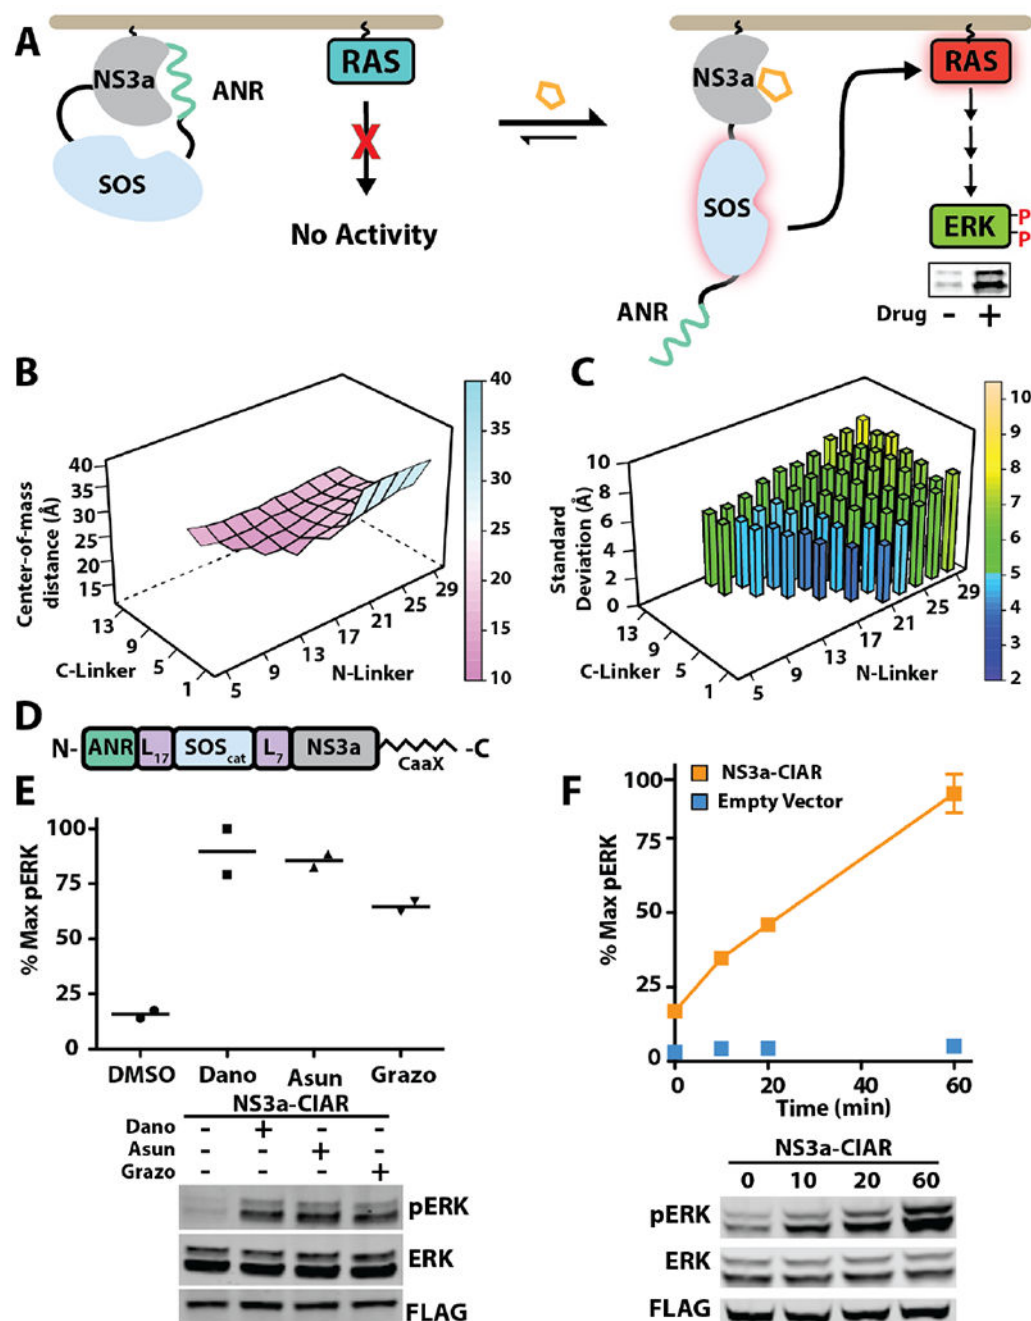 A
NS3a
ANR
RAS
SOS
X
No Activity
NS3a
RAS
SOS
ANR
ERK
P
P
Drug - +
B
40
35
30
25
20
15
10
Center-of-mass
distance (Å)
40
35
30
25
20
15
13
9
5
1
C-Linker
5
9
13
17
21
25
29
N-Linker
C
10
9
8
7
6
5
4
3
2
Standard
Deviation (Å)
10
8
6
4
2
0
13
9
5
1
C-Linker
5
9
13
17
21
25
29
N-Linker
D
N- ANR L17 SOScat L7 NS3a CaaX -C
E
% Max pERK
100
75
50
25
0
DMSO Dano Asun Grazo
NS3a-CIAR
Dano - + - -
Asun - - + -
Grazo - - - +
pERK
ERK
FLAG
F
NS3a-CIAR
Empty Vector
% Max pERK
100
75
50
25
0
0 20 40 60
Time (min)
NS3a-CIAR
0 10 20 60
pERK
ERK
FLAG